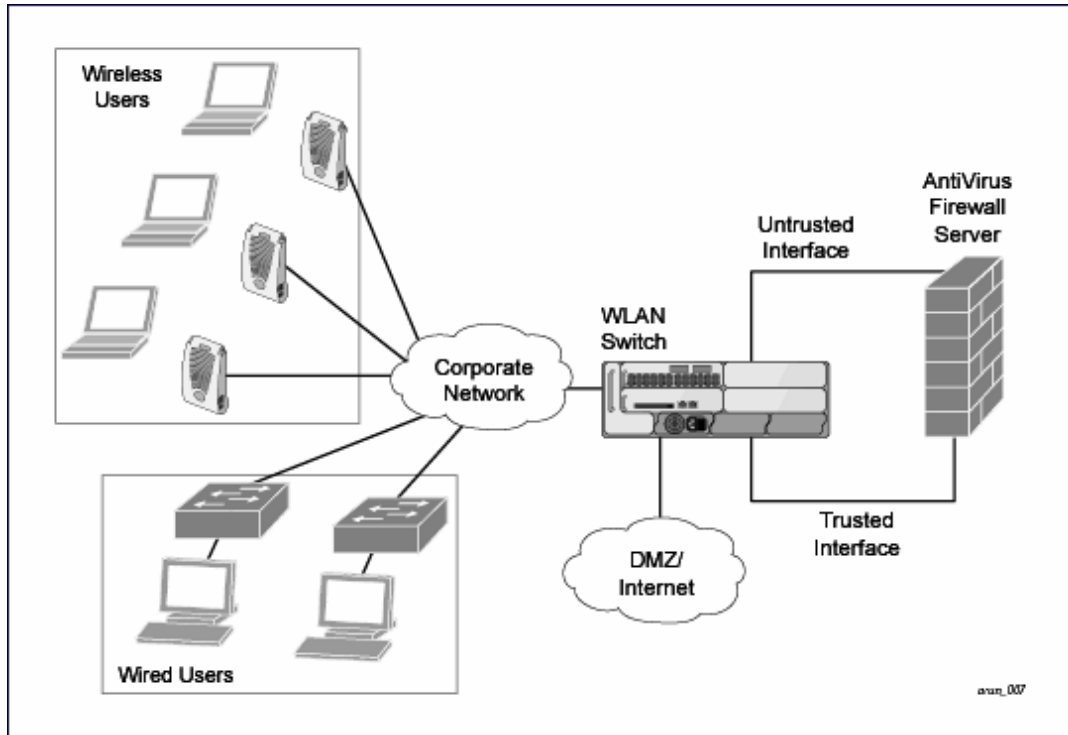 Wireless
Users
AntiVirus
Firewall
Server
Untrusted
Interface
WLAN
Switch
Corporate
Network
Trusted
Interface
DMZ/
Internet
Wired Users
arun_007